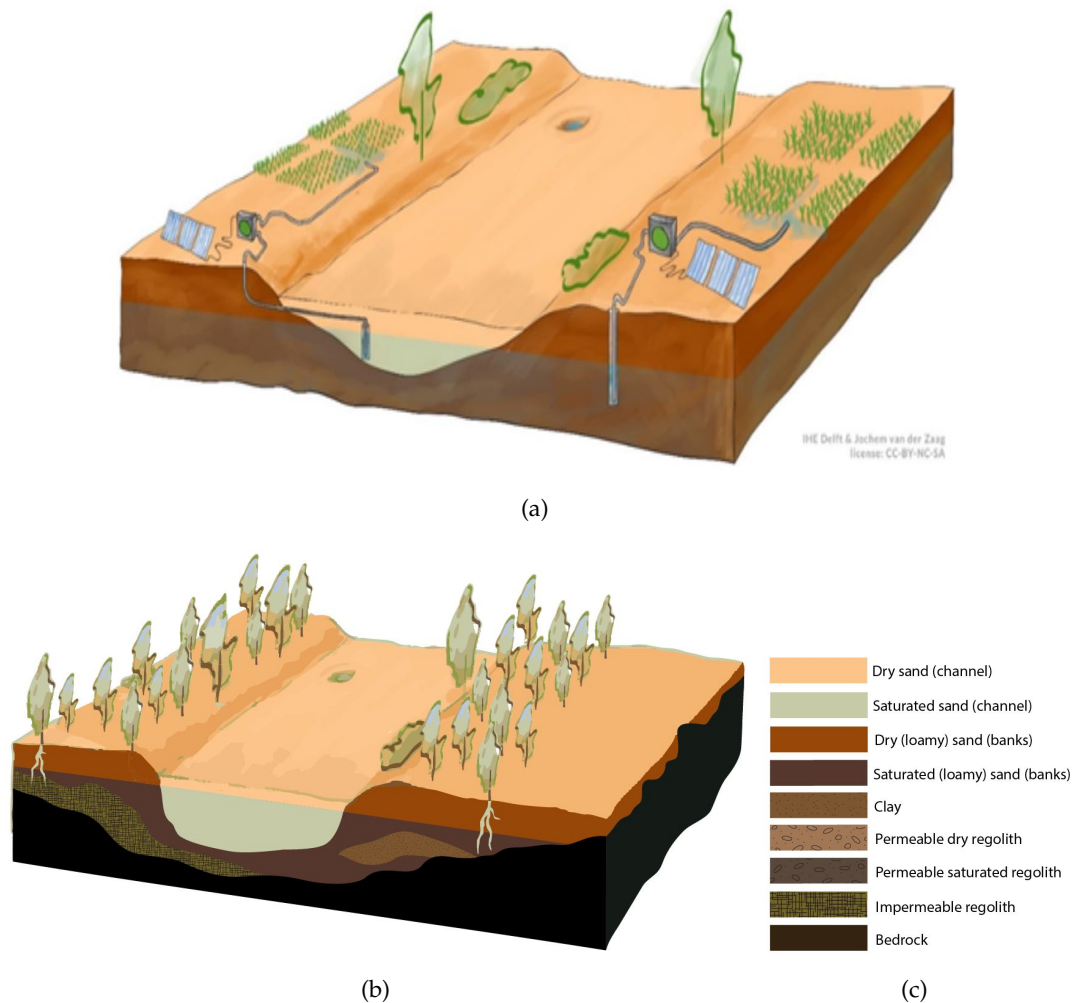 IHE Delft & Jochem van der Zaag
license: CC-BY-NC-SA
(a)
Dry sand (channel)
Saturated sand (channel)
Dry (loamy) sand (banks)
Saturated (loamy) sand (banks)
Clay
Permeable dry regolith
Permeable saturated regolith
Impermeable regolith
Bedrock
(b)
(c)